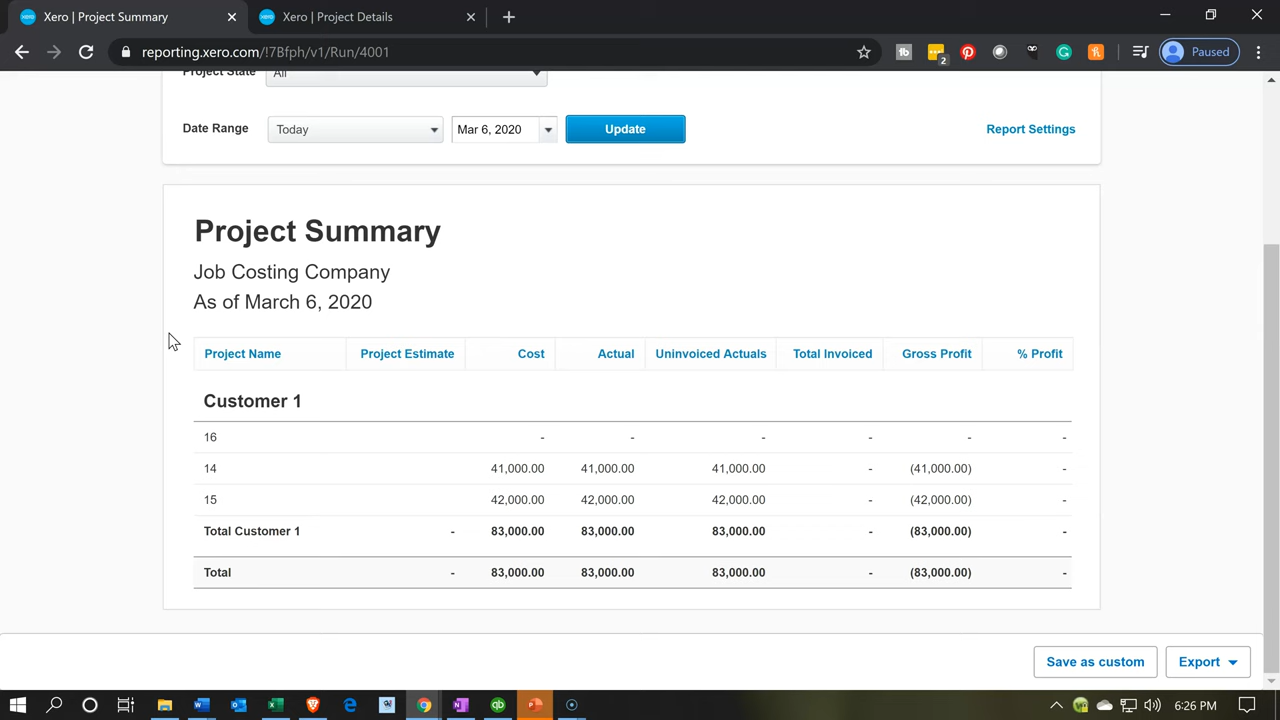 Xero | Project Summary
Xero | Project Details
reporting.xero.com/!7Bfph/v1/Run/4001
2
Paused
Project State
All
Date Range
Today
Mar 6, 2020
Update
Report Settings
Project Summary
Job Costing Company
As of March 6, 2020
Project Name Project Estimate Cost Actual Uninvoiced Actuals Total Invoiced Gross Profit % Profit
Customer 1
16 - - - - - -
14 41,000.00 41,000.00 41,000.00 - (41,000.00) -
15 42,000.00 42,000.00 42,000.00 - (42,000.00) -
Total Customer 1 - 83,000.00 83,000.00 83,000.00 - (83,000.00) -
Total - 83,000.00 83,000.00 83,000.00 - (83,000.00) -
Save as custom
Export
6:26 PM